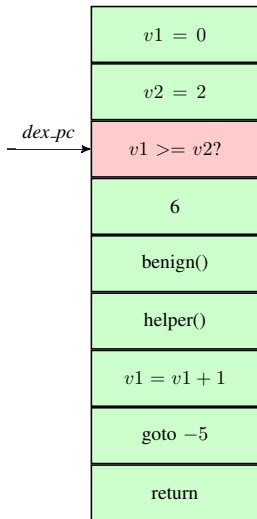 v1 = 0
v2 = 2
dex_pc
v1 >= v2?
6
benign()
helper()
v1 = v1 + 1
goto −5
return